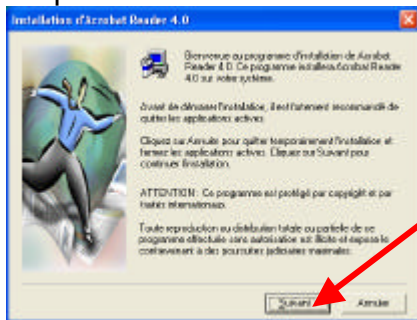 Installation d'Acrobat Reader 4.0
Bienvenue au programme d'installation de Acrobat
Reader 4.0. Ce programme installera Acrobat Reader
4.0 sur votre système.
Avant de démarrer l'installation, il est fortement recommandé de
quitter les applications actives.
Cliquez sur Annuler pour quitter temporairement l'installation et
fermez les applications actives. Cliquez sur Suivant pour
continuer l'installation.
ATTENTION : Ce programme est protégé par copyright et par
traités internationaux.
Toute reproduction ou distribution totale ou partielle de ce
programme effectuée sans autorisation est illicite et expose le
contrevenant à des poursuites judiciaires maximales.
Suivant
Annuler